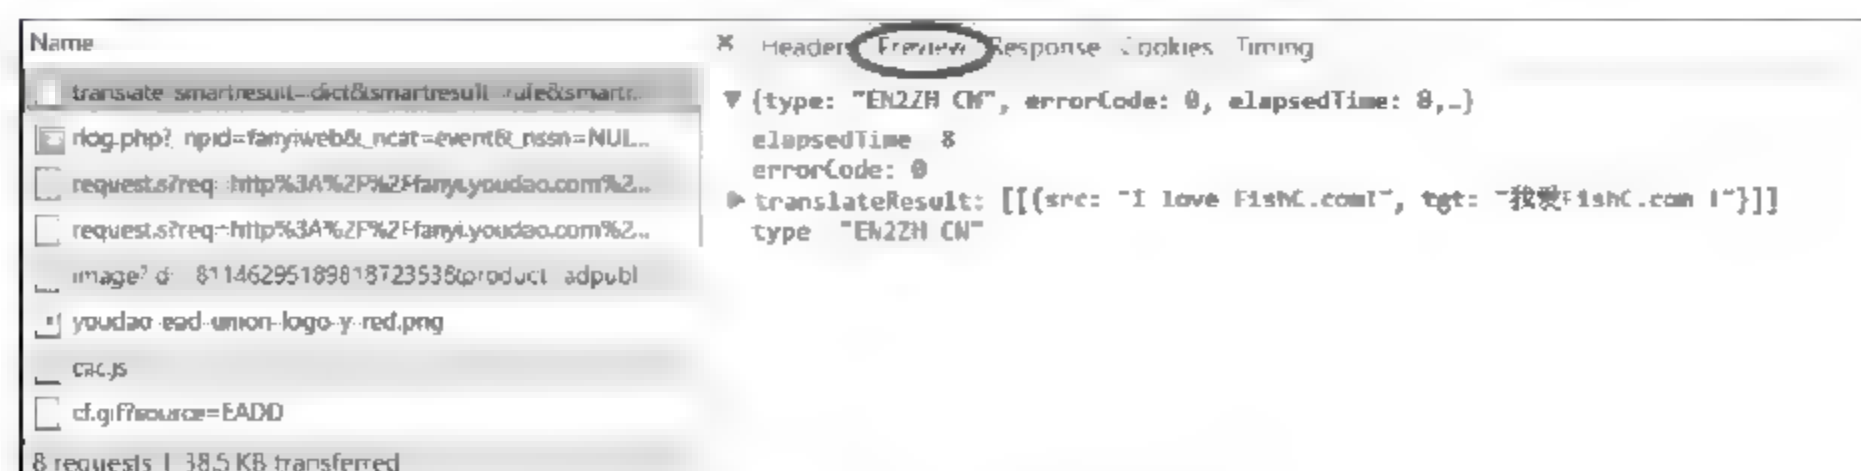 Name
translate smartresult=dict&smartresult=rule&smartr...
rlog.php?_npid=fanyiweb&_ncat=event&_nssn=NUL...
request.s?req=http%3A%2F%2Ffanyi.youdao.com%2...
request.s?req=http%3A%2F%2Ffanyi.youdao.com%2...
youdao-ead-union-logo-y-red.png
cac.js
cf.gif?source=EADD
8 requests | 38.5 KB transferred
× Headers Preview Response Cookies Timing
▼ {type: "EN2ZH CN", errorCode: 0, elapsedTime: 8,…}
elapsedTime 8
errorCode: 0
▶ translateResult: [[{src: "I love FishC.com!", tgt: "我爱FishC.com !"}]]
type "EN2ZH CN"